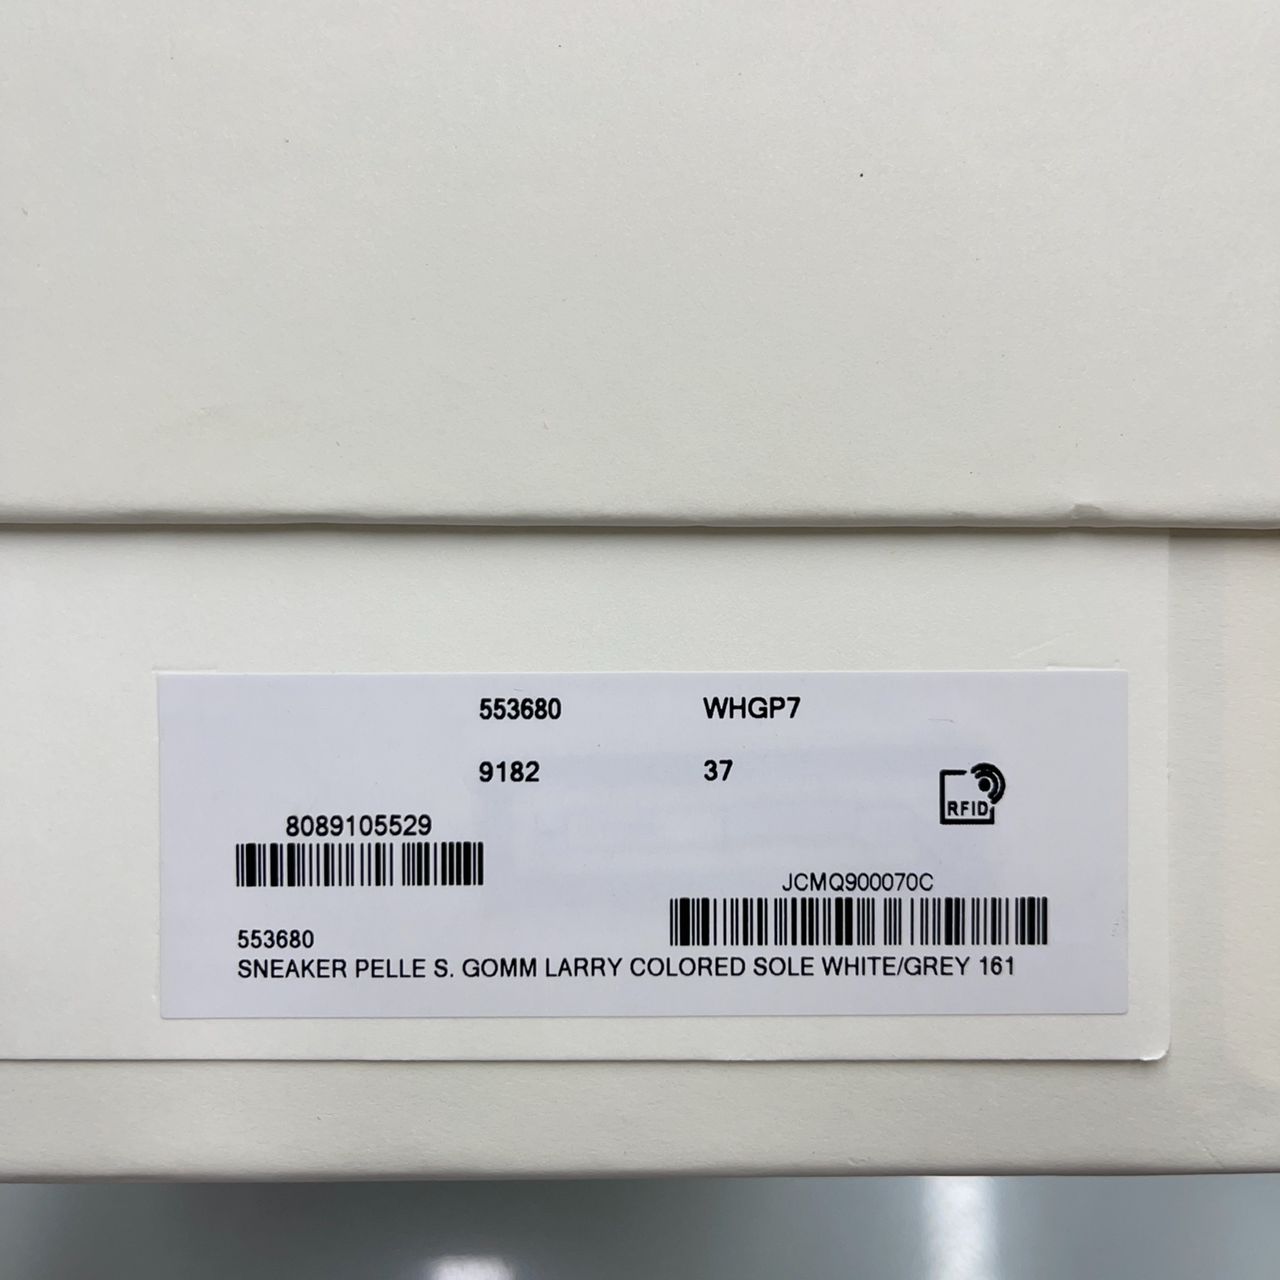 553680 WHGP7
9182 37
RFID
8089105529
JCMQ900070C
553680
SNEAKER PELLE S. GOMM LARRY COLORED SOLE WHITE/GREY 161